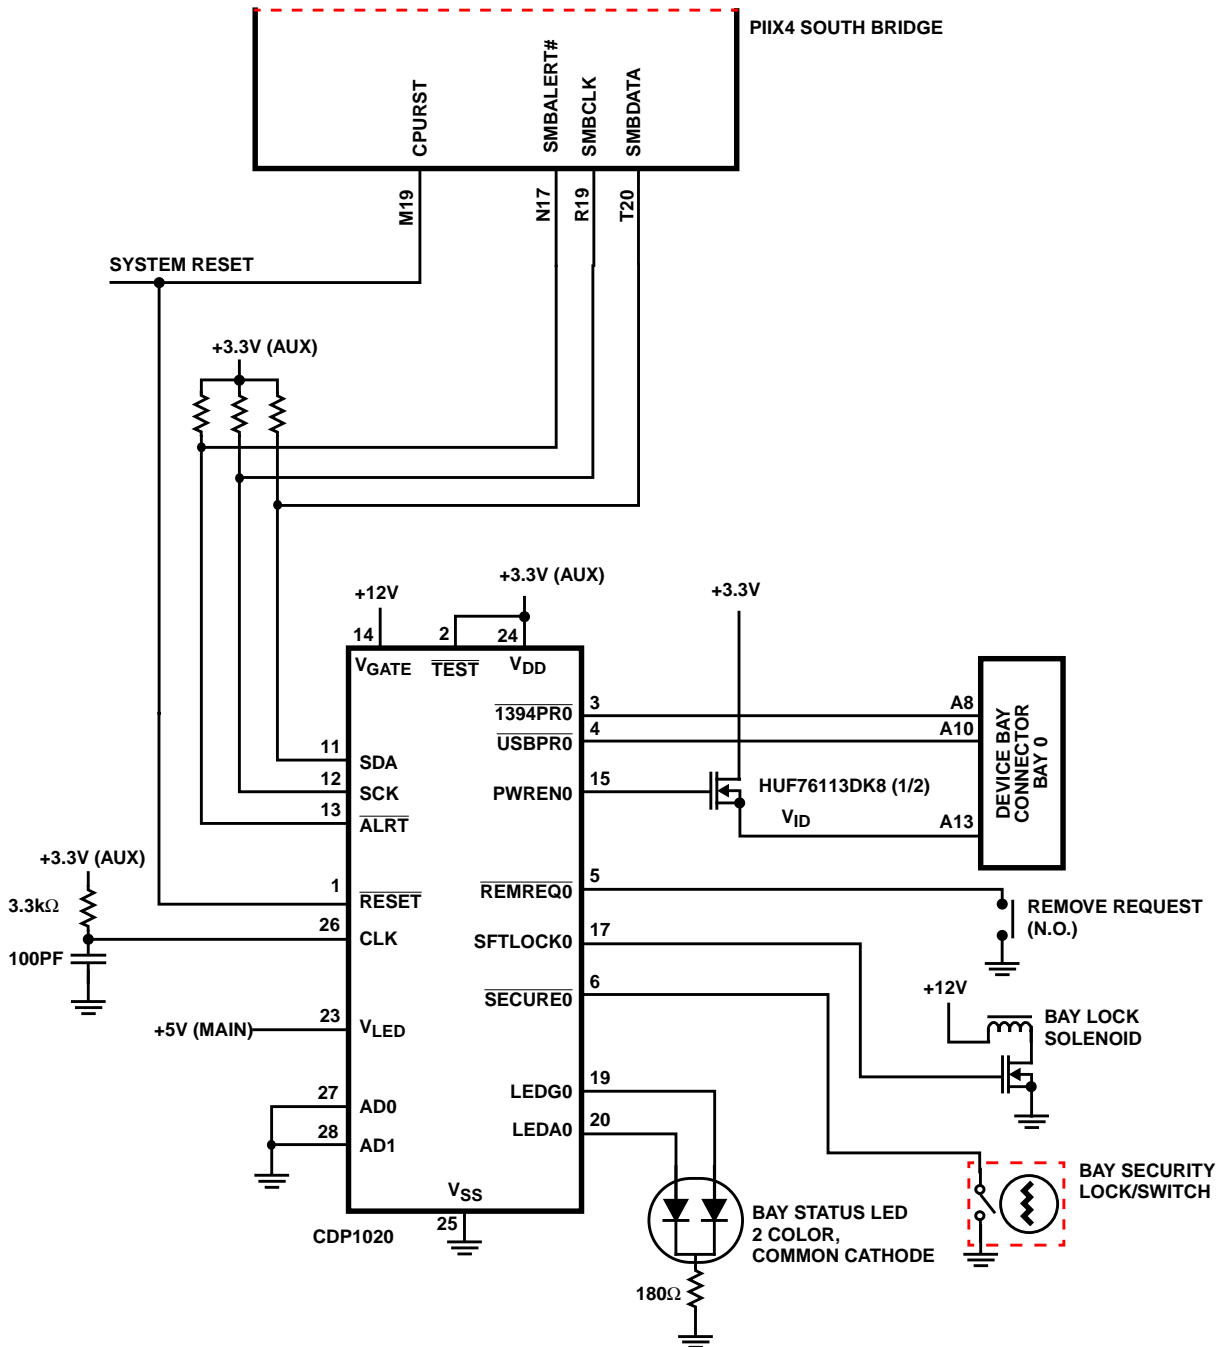 PIIX4 SOUTH BRIDGE
CPURST
SMBALERT#
SMBCLK
SMBDATA
M19
N17
R19
T20
SYSTEM RESET
+3.3V (AUX)
+3.3V (AUX)
+12V
+3.3V
14
2
24
VGATE
TEST
VDD
1394PR0
3
A8
USBPR0
4
A10
DEVICE BAY
CONNECTOR
BAY 0
11
SDA
12
SCK
PWREN0
15
HUF76113DK8 (1/2)
13
ALRT
VID
A13
+3.3V (AUX)
3.3kΩ
1
RESET
REMREQ0
5
REMOVE REQUEST
(N.O.)
26
CLK
SFTLOCK0
17
100PF
SECURE0
6
+12V
BAY LOCK
SOLENOID
+5V (MAIN)
23
VLED
27
AD0
LEDG0
19
28
AD1
LEDA0
20
VSS
25
CDP1020
BAY STATUS LED
2 COLOR,
COMMON CATHODE
BAY SECURITY
LOCK/SWITCH
180Ω